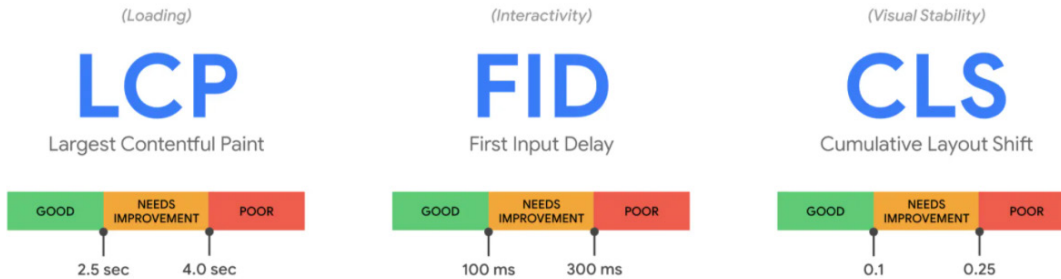 (Loading)
LCP
Largest Contentful Paint
GOOD
NEEDS
IMPROVEMENT
POOR
2.5 sec
4.0 sec
(Interactivity)
FID
First Input Delay
GOOD
NEEDS
IMPROVEMENT
POOR
100 ms
300 ms
(Visual Stability)
CLS
Cumulative Layout Shift
GOOD
NEEDS
IMPROVEMENT
POOR
0.1
0.25